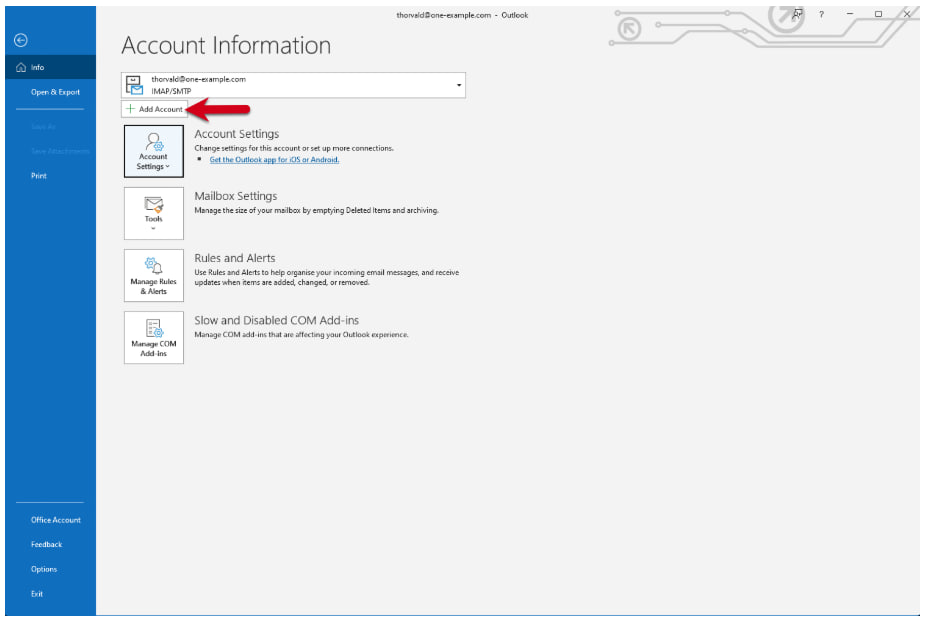 thorvald@one-example.com - Outlook
?
Account Information
Info
Open & Export
Save As
Save Attachments
Print
thorvald@one-example.com
IMAP/SMTP
Add Account
Account Settings
Account Settings
Change settings for this account or set up more connections.
Get the Outlook app for iOS or Android.
Tools
Mailbox Settings
Manage the size of your mailbox by emptying Deleted Items and archiving.
Manage Rules
& Alerts
Rules and Alerts
Use Rules and Alerts to help organise your incoming email messages, and receive
updates when items are added, changed, or removed.
Manage COM
Add-ins
Slow and Disabled COM Add-ins
Manage COM add-ins that are affecting your Outlook experience.
Office Account
Feedback
Options
Exit